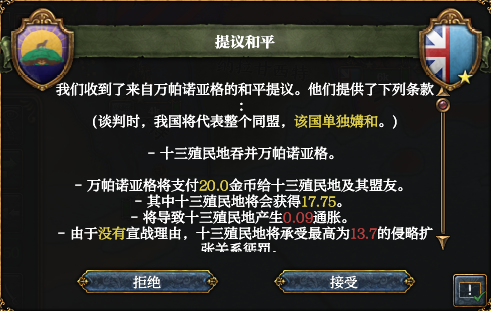 提议和平
我们收到了来自万帕诺亚格的和平提议。他们提供了下列条款
：
(谈判时，我国将代表整个同盟，该国单独媾和。)
- 十三殖民地吞并万帕诺亚格。
- 万帕诺亚格将支付20.0金币给十三殖民地及其盟友。
- 其中十三殖民地将会获得17.75。
- 将导致十三殖民地产生0.09通胀。
- 由于没有宣战理由，十三殖民地将承受最高为13.7的侵略扩
张关系惩罚。
拒绝
接受